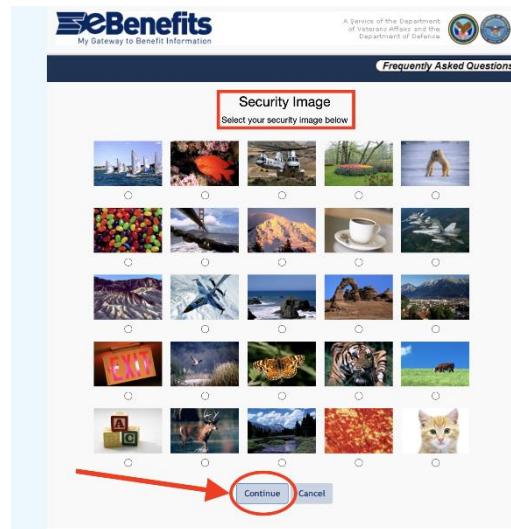 eBenefits
My Gateway to Benefit Information
A Service of the Department
of Veterans Affairs and the
Department of Defense
Frequently Asked Questions
Security Image
Select your security image below
EXIT
A
C
Continue
Cancel